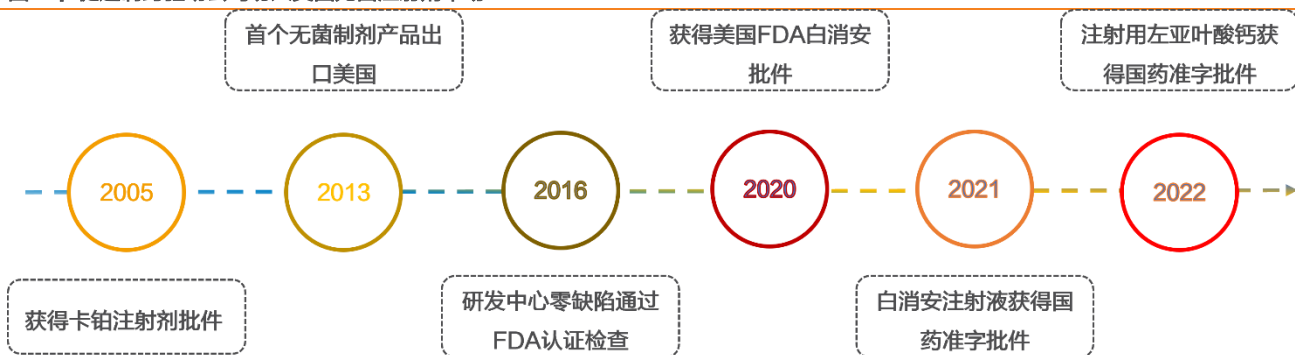 首个无菌制剂产品出
口美国
获得美国FDA白消安
批件
注射用左亚叶酸钙获
得国药准字批件
2005
2013
2016
2020
2021
2022
获得卡铂注射剂批件
研发中心零缺陷通过
FDA认证检查
白消安注射液获得国
药准字批件